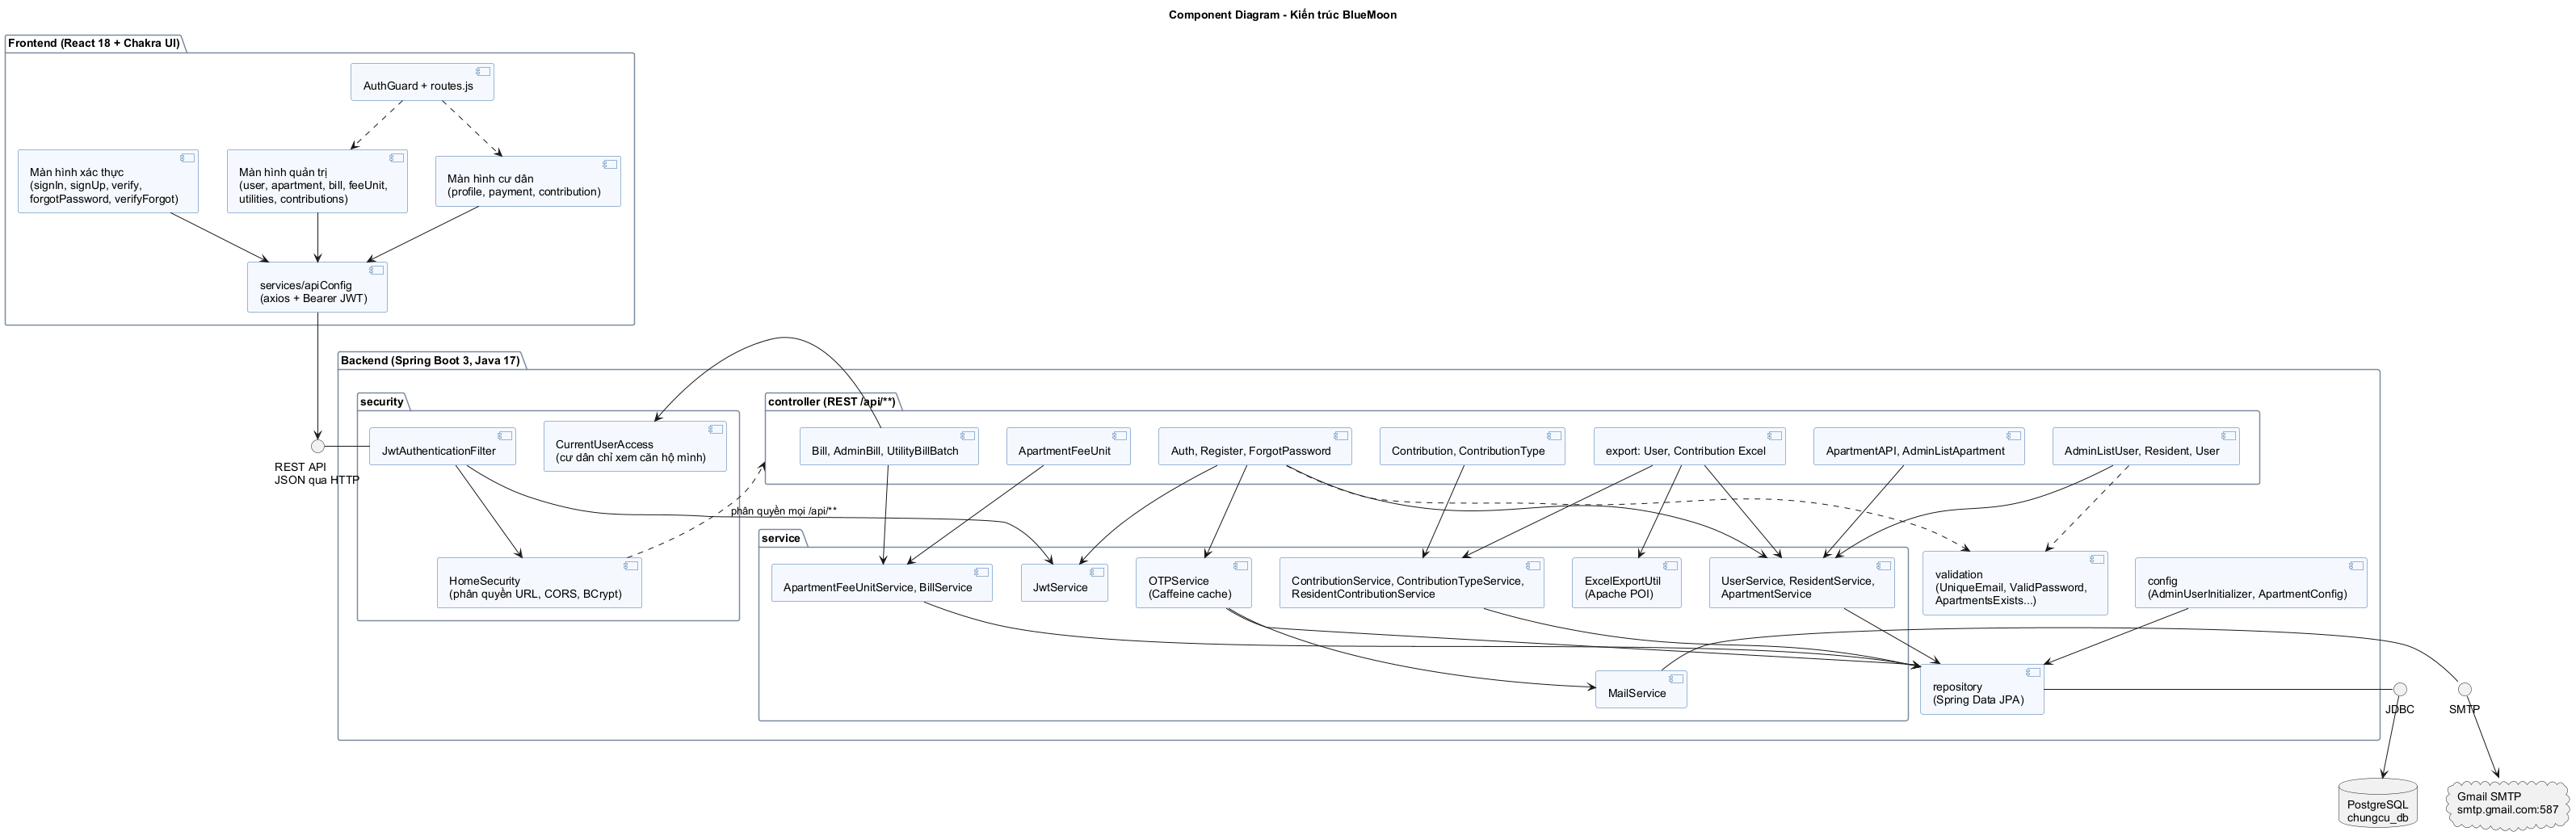 Component Diagram - Kiến trúc BlueMoon
Frontend (React 18 + Chakra UI)
AuthGuard + routes.js
Màn hình xác thực
(signIn, signUp, verify,
forgotPassword, verifyForgot)
Màn hình quản trị
(user, apartment, bill, feeUnit,
utilities, contributions)
Màn hình cư dân
(profile, payment, contribution)
services/apiConfig
(axios + Bearer JWT)
REST API
JSON qua HTTP
Backend (Spring Boot 3, Java 17)
security
JwtAuthenticationFilter
CurrentUserAccess
(cư dân chỉ xem căn hộ mình)
HomeSecurity
(phân quyền URL, CORS, BCrypt)
phân quyền mọi /api/**
controller (REST /api/**)
Bill, AdminBill, UtilityBillBatch
ApartmentFeeUnit
Auth, Register, ForgotPassword
Contribution, ContributionType
export: User, Contribution Excel
ApartmentAPI, AdminListApartment
AdminListUser, Resident, User
service
ApartmentFeeUnitService, BillService
JwtService
OTPService
(Caffeine cache)
ContributionService, ContributionTypeService,
ResidentContributionService
ExcelExportUtil
(Apache POI)
UserService, ResidentService,
ApartmentService
MailService
validation
(UniqueEmail, ValidPassword,
ApartmentsExists...)
config
(AdminUserInitializer, ApartmentConfig)
repository
(Spring Data JPA)
JDBC
SMTP
PostgreSQL
chungcu_db
Gmail SMTP
smtp.gmail.com:587